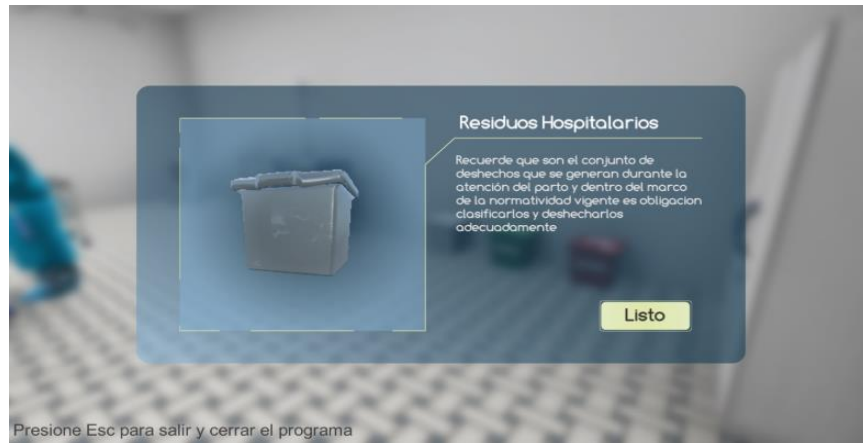 Residuos Hospitalarios
Recuerde que son el conjunto de
deshechos que se generan durante la
atención del parto y dentro del marco
de la normatividad vigente es obligacion
clasificarlos y deshecharlos
adecuadamente
Listo
Presione Esc para salir y cerrar el programa